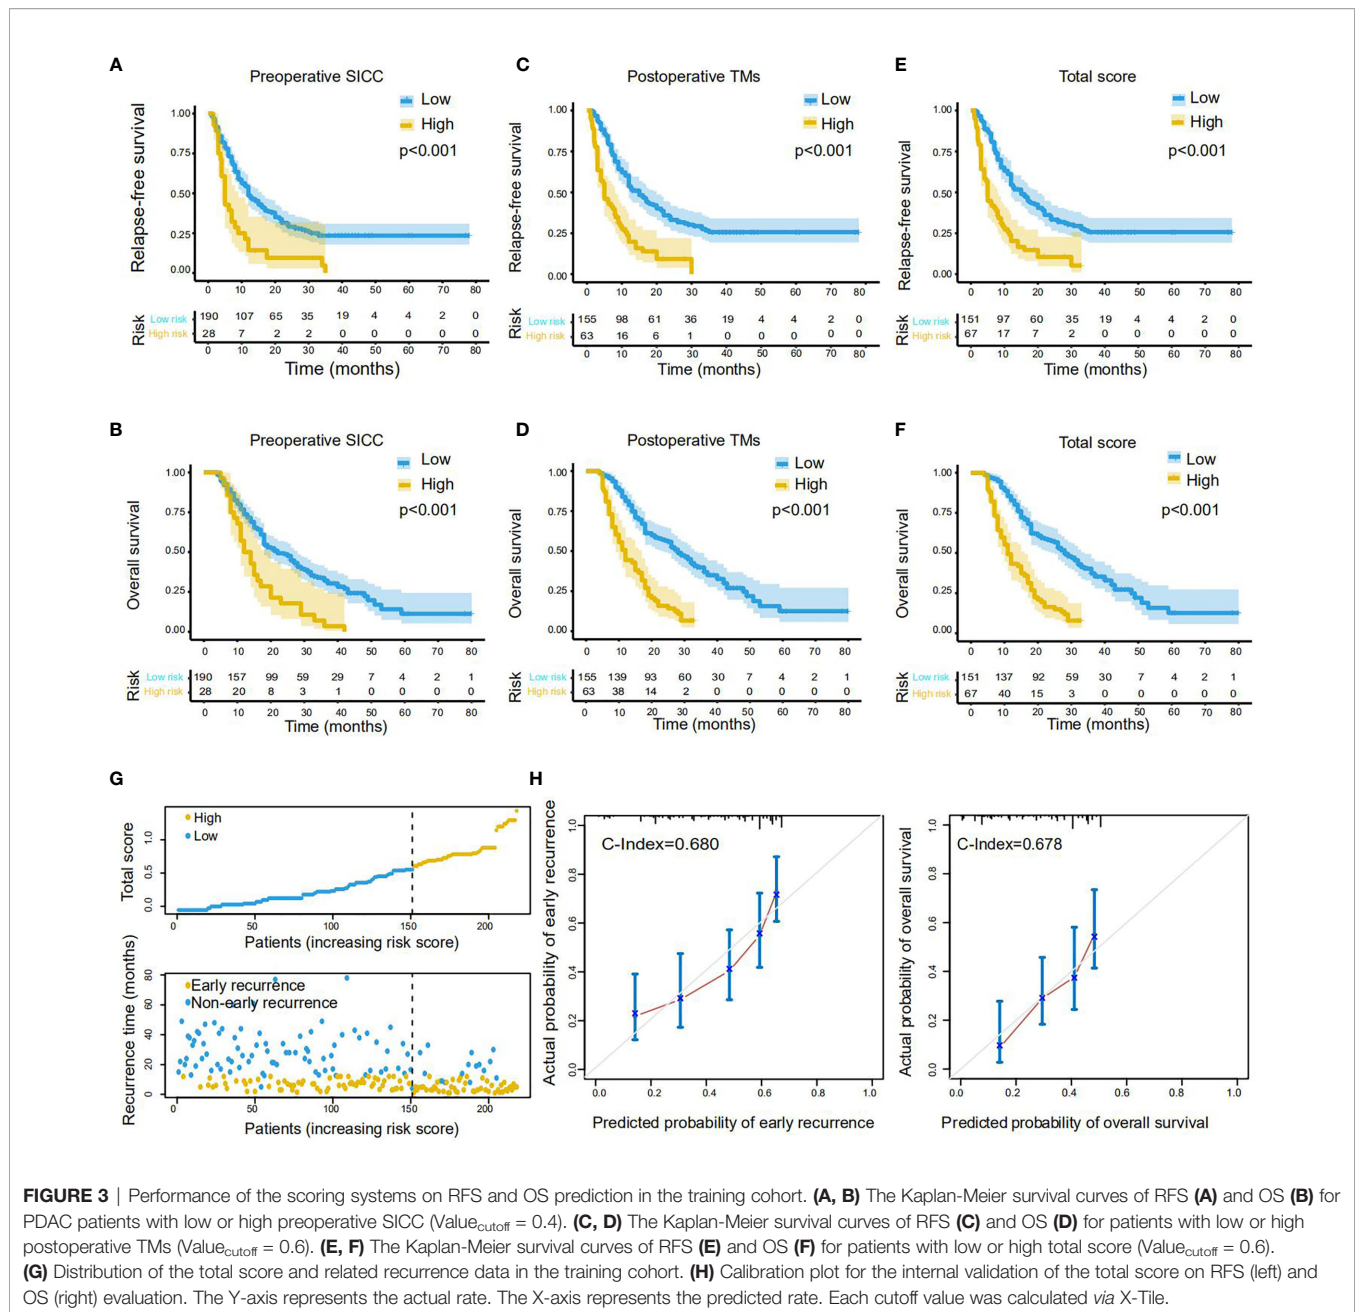 A
Preoperative SICC
Low
High
p<0.001
Relapse-free survival
1.00
0.75
0.50
0.25
0.00
0 10 20 30 40 50 60 70 80
Risk
Low risk 190 107 65 35 19 4 4 2 0
High risk 28 7 2 2 0 0 0 0 0
0 10 20 30 40 50 60 70 80
Time (months)
C
Postoperative TMs
Low
High
p<0.001
Relapse-free survival
1.00
0.75
0.50
0.25
0.00
0 10 20 30 40 50 60 70 80
Risk
Low risk 155 98 61 36 19 4 4 2 0
High risk 63 16 6 1 0 0 0 0 0
0 10 20 30 40 50 60 70 80
Time (months)
E
Total score
Low
High
p<0.001
Relapse-free survival
1.00
0.75
0.50
0.25
0.00
0 10 20 30 40 50 60 70 80
Risk
Low risk 151 97 60 35 19 4 4 2 0
High risk 67 17 7 2 0 0 0 0 0
0 10 20 30 40 50 60 70 80
Time (months)
B
Preoperative SICC
Low
High
p<0.001
Overall survival
1.00
0.75
0.50
0.25
0.00
0 10 20 30 40 50 60 70 80
Risk
Low risk 190 157 99 59 29 7 4 2 1
High risk 28 20 8 3 1 0 0 0 0
0 10 20 30 40 50 60 70 80
Time (months)
D
Postoperative TMs
Low
High
p<0.001
Overall survival
1.00
0.75
0.50
0.25
0.00
0 10 20 30 40 50 60 70 80
Risk
Low risk 155 139 93 60 30 7 4 2 1
High risk 63 38 14 2 0 0 0 0 0
0 10 20 30 40 50 60 70 80
Time (months)
F
Total score
Low
High
p<0.001
Overall survival
1.00
0.75
0.50
0.25
0.00
0 10 20 30 40 50 60 70 80
Risk
Low risk 151 137 92 59 30 7 4 2 1
High risk 67 40 15 3 0 0 0 0 0
0 10 20 30 40 50 60 70 80
Time (months)
G
High
Low
Total score
1.0
0.5
0.0
0 50 100 150 200
Patients (increasing risk score)
Early recurrence
Non-early recurrence
Recurrence time (months)
80
60
40
20
0
0 50 100 150 200
Patients (increasing risk score)
H
C-Index=0.680
Actual probability of early recurrence
1.0
0.8
0.6
0.4
0.2
0.0
0.0 0.2 0.4 0.6 0.8 1.0
Predicted probability of early recurrence
C-Index=0.678
Actual probability of overall survival
1.0
0.8
0.6
0.4
0.2
0.0
0.0 0.2 0.4 0.6 0.8 1.0
Predicted probability of overall survival
FIGURE 3 | Performance of the scoring systems on RFS and OS prediction in the training cohort. (A, B) The Kaplan-Meier survival curves of RFS (A) and OS (B) for
PDAC patients with low or high preoperative SICC (Valuecutoff = 0.4). (C, D) The Kaplan-Meier survival curves of RFS (C) and OS (D) for patients with low or high
postoperative TMs (Valuecutoff = 0.6). (E, F) The Kaplan-Meier survival curves of RFS (E) and OS (F) for patients with low or high total score (Valuecutoff = 0.6).
(G) Distribution of the total score and related recurrence data in the training cohort. (H) Calibration plot for the internal validation of the total score on RFS (left) and
OS (right) evaluation. The Y-axis represents the actual rate. The X-axis represents the predicted rate. Each cutoff value was calculated via X-Tile.